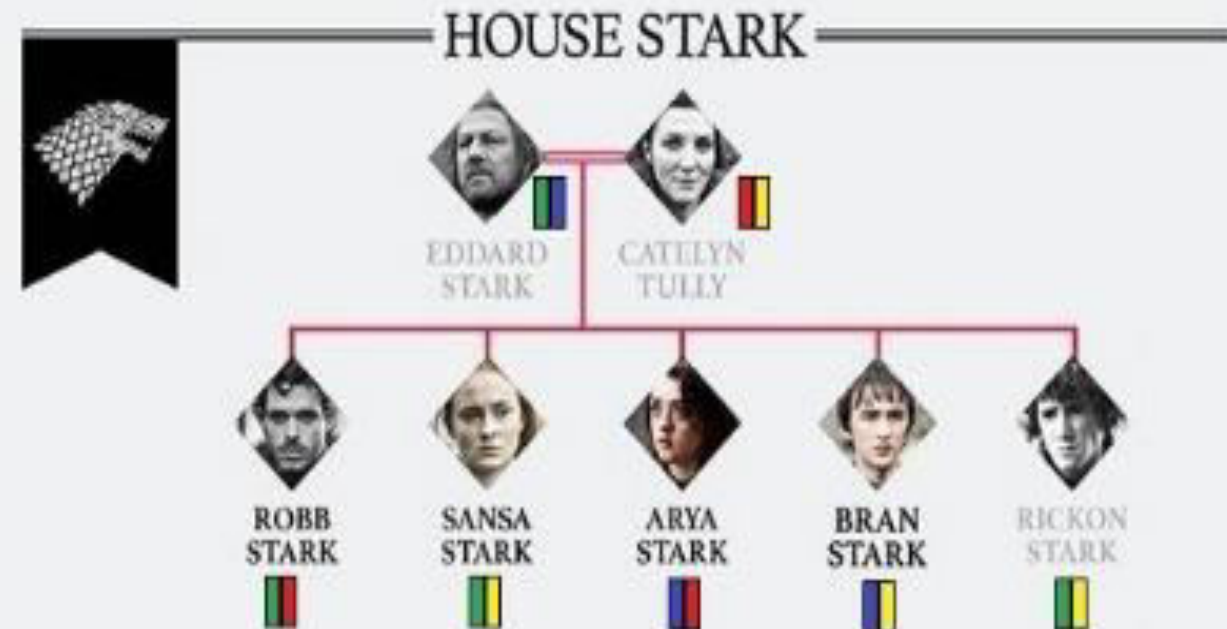 HOUSE STARK
EDDARD STARK
CATELYN TULLY
ROBB STARK
SANSA STARK
ARYA STARK
BRAN STARK
RICKON STARK